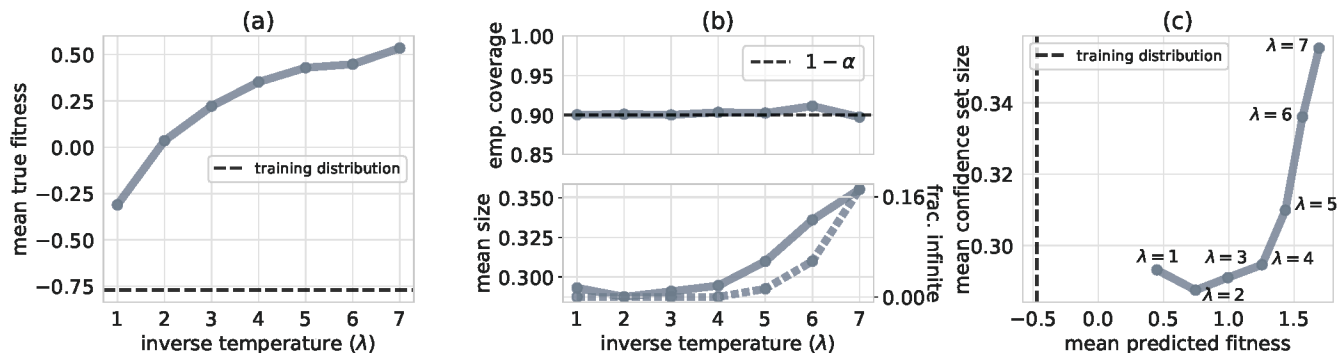 (a)
mean true fitness
0.50
0.25
0.00
−0.25
−0.50
−0.75
training distribution
1 2 3 4 5 6 7
inverse temperature (λ)
(b)
emp. coverage
1.00
0.95
0.90
0.85
1 − α
mean size
0.350
0.325
0.300
frac. infinite
0.16
0.00
1 2 3 4 5 6 7
inverse temperature (λ)
(c)
mean confidence set size
0.34
0.32
0.30
training distribution
λ = 7
λ = 6
λ = 5
λ = 1
λ = 3
λ = 4
λ = 2
−0.5 0.0 0.5 1.0 1.5
mean predicted fitness